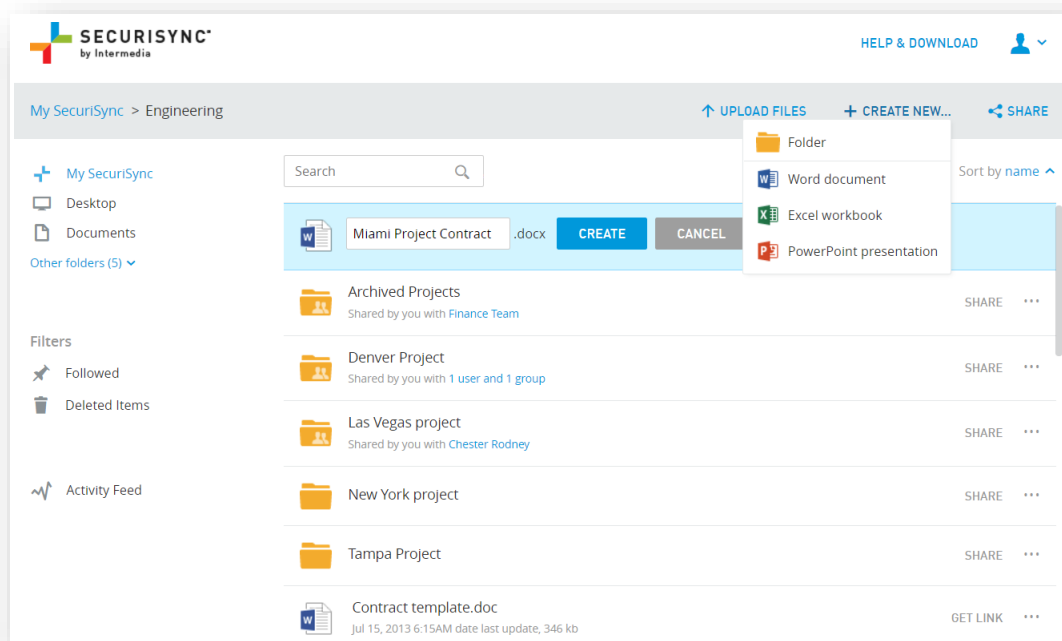 SECURISYNC
by Intermedia
HELP & DOWNLOAD
My SecuriSync > Engineering
UPLOAD FILES
+ CREATE NEW...
SHARE
Folder
Word document
Excel workbook
PowerPoint presentation
My SecuriSync
Desktop
Documents
Other folders (5)
Filters
Followed
Deleted Items
Activity Feed
Search
Sort by name
Miami Project Contract .docx CREATE CANCEL
Archived Projects
Shared by you with Finance Team
SHARE ...
Denver Project
Shared by you with 1 user and 1 group
SHARE ...
Las Vegas project
Shared by you with Chester Rodney
SHARE ...
New York project
SHARE ...
Tampa Project
SHARE ...
Contract template.doc
Jul 15, 2013 6:15AM date last update, 346 kb
GET LINK ...